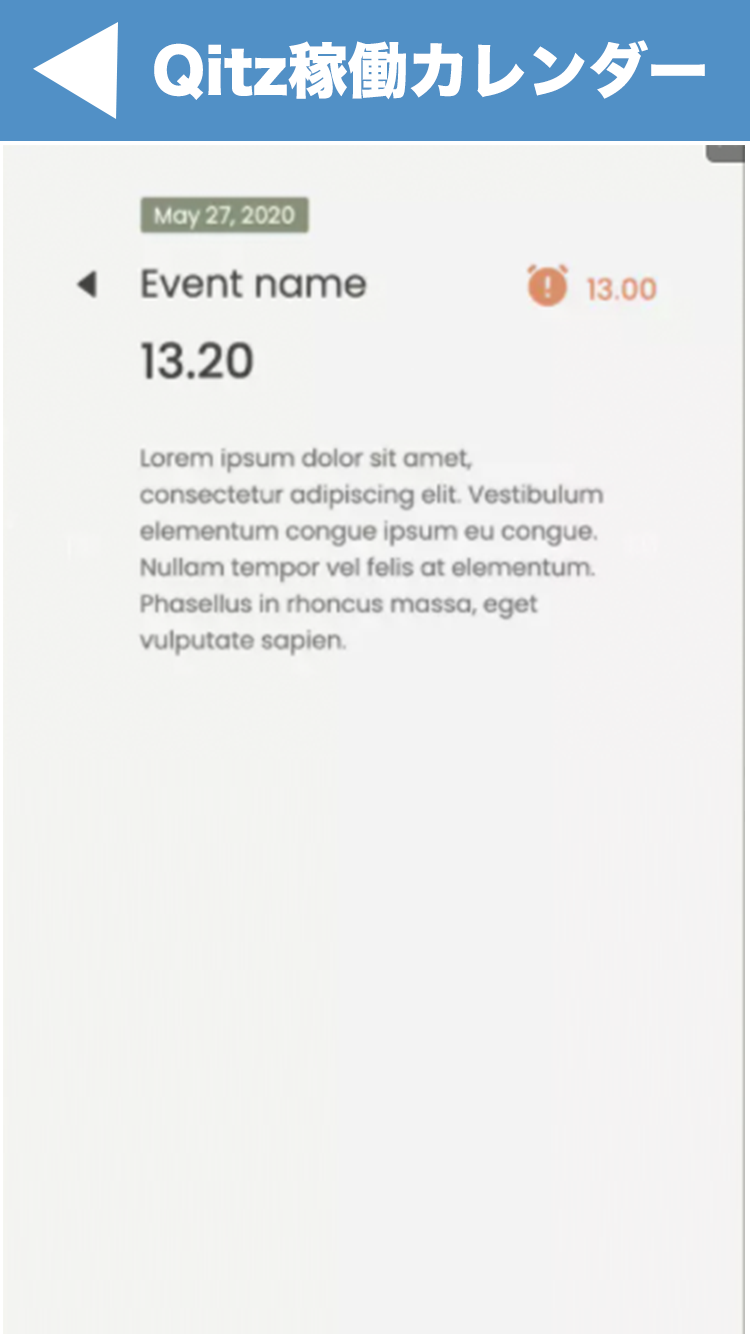 Qitz稼働カレンダー
May 27, 2020
Event name
13.00
13.20
Lorem ipsum dolor sit amet,
consectetur adipiscing elit. Vestibulum
elementum congue ipsum eu congue.
Nullam tempor vel felis at elementum.
Phasellus in rhoncus massa, eget
vulputate sapien.